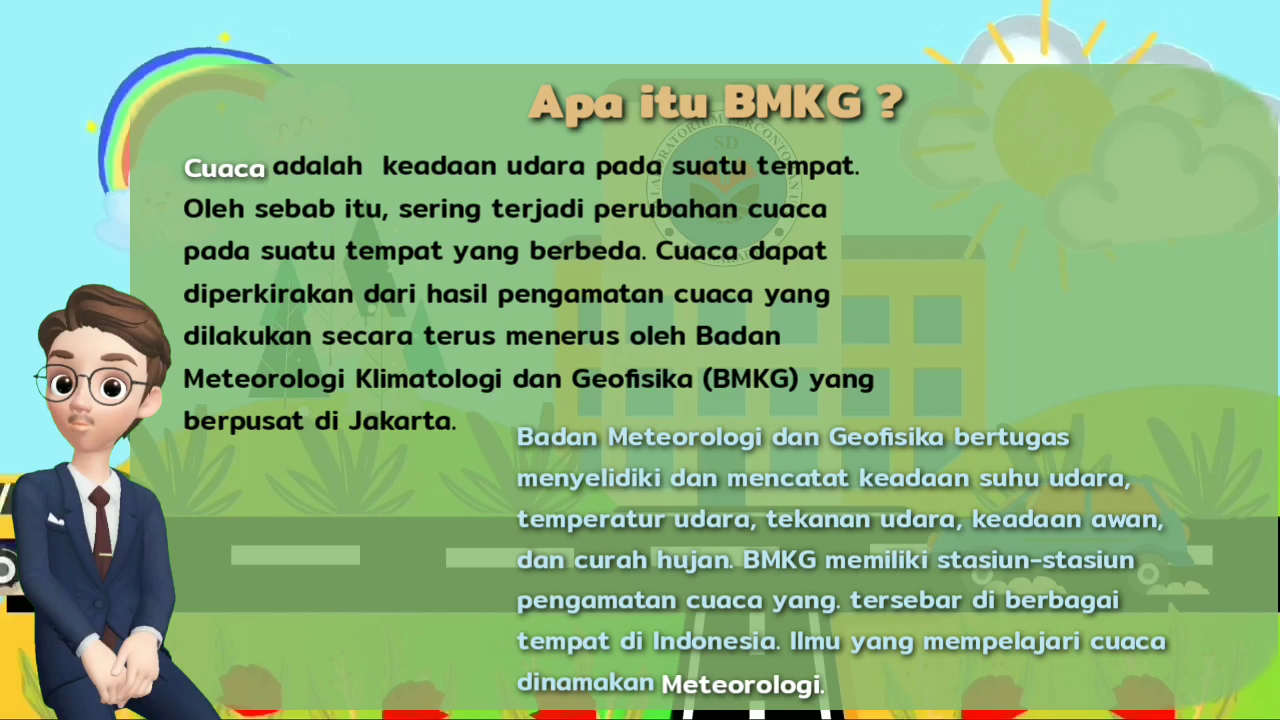 Apa itu BMKG ?
Cuaca adalah keadaan udara pada suatu tempat.
Oleh sebab itu, sering terjadi perubahan cuaca
pada suatu tempat yang berbeda. Cuaca dapat
diperkirakan dari hasil pengamatan cuaca yang
dilakukan secara terus menerus oleh Badan
Meteorologi Klimatologi dan Geofisika (BMKG) yang
berpusat di Jakarta.
Badan Meteorologi dan Geofisika bertugas
menyelidiki dan mencatat keadaan suhu udara,
temperatur udara, tekanan udara, keadaan awan,
dan curah hujan. BMKG memiliki stasiun-stasiun
pengamatan cuaca yang. tersebar di berbagai
tempat di Indonesia. Ilmu yang mempelajari cuaca
dinamakan Meteorologi.
SD